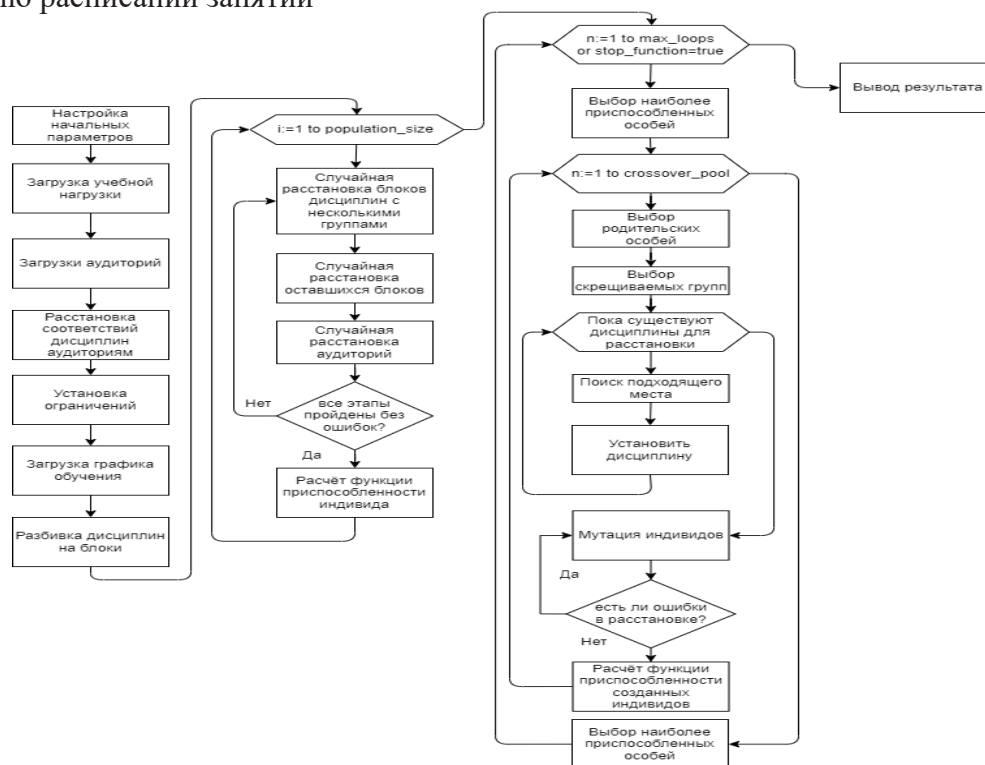 по расписании занятий
Настройка
начальных
параметров
Загрузка учебной
нагрузки
Загрузки аудиторий
Расстановка
соответствий
дисциплин
аудиториям
Установка
ограничений
Загрузка графика
обучения
Разбивка дисциплин
на блоки
i:=1 to population_size
Случайная
расстановка блоков
дисциплин с
несколькими
группами
Случайная
расстановка
оставшихся блоков
Случайная
расстановка
аудиторий
Нет
все этапы
пройдены без
ошибок?
Да
Расчёт функции
приспособленности
индивида
n:=1 to max_loops
or stop_function=true
Выбор наиболее
приспособленных
особей
n:=1 to crossover_pool
Выбор
родительских
особей
Выбор
скрещиваемых групп
Пока существуют
дисциплины для
расстановки
Поиск подходящего
места
Установить
дисциплину
Мутация индивидов
Да
есть ли ошибки
в расстановке?
Нет
Расчёт функции
приспособленности
созданных
индивидов
Выбор наиболее
приспособленных
особей
Вывод результата